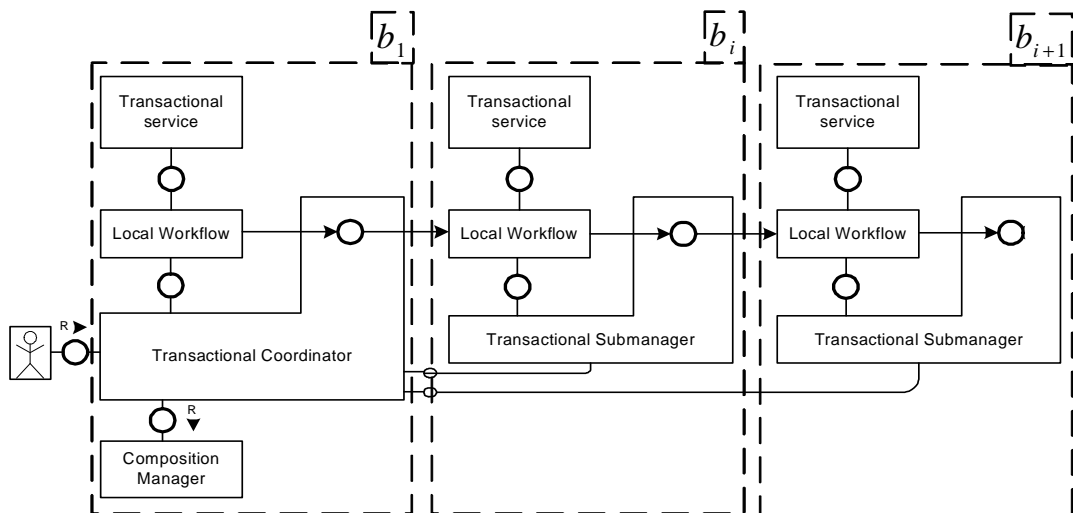 b1
bi
bi+1
Transactional
service
Transactional
service
Transactional
service
Local Workflow
Local Workflow
Local Workflow
R
Transactional Coordinator
Transactional Submanager
Transactional Submanager
R
Composition
Manager